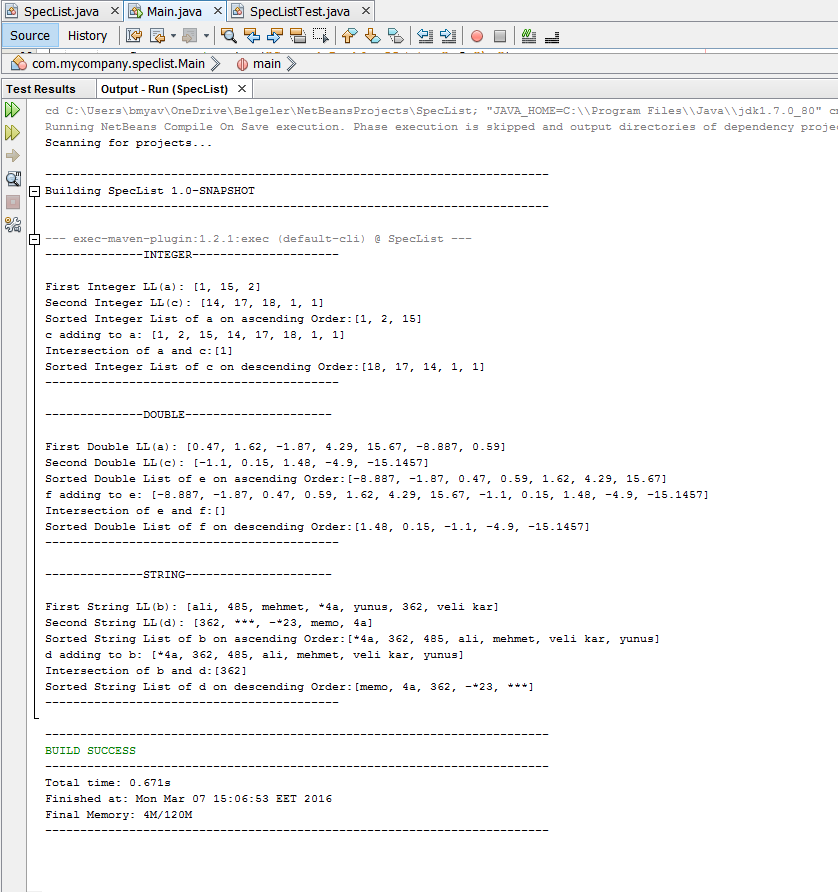 SpecList.java Main.java SpecListTest.java
Source History
com.mycompany.speclist.Main main
Test Results Output - Run (SpecList)
cd C:\Users\bmyav\OneDrive\Belgeler\NetBeansProjects\SpecList; "JAVA_HOME=C:\\Program Files\\Java\\jdk1.7.0_80" cm
Running NetBeans Compile On Save execution. Phase execution is skipped and output directories of dependency proje
Scanning for projects...
------------------------------------------------------------------------
Building SpecList 1.0-SNAPSHOT
------------------------------------------------------------------------
--- exec-maven-plugin:1.2.1:exec (default-cli) @ SpecList ---
--------------INTEGER---------------------
First Integer LL(a): [1, 15, 2]
Second Integer LL(c): [14, 17, 18, 1, 1]
Sorted Integer List of a on ascending Order:[1, 2, 15]
c adding to a: [1, 2, 15, 14, 17, 18, 1, 1]
Intersection of a and c:[1]
Sorted Integer List of c on descending Order:[18, 17, 14, 1, 1]
------------------------------------------
--------------DOUBLE---------------------
First Double LL(a): [0.47, 1.62, -1.87, 4.29, 15.67, -8.887, 0.59]
Second Double LL(c): [-1.1, 0.15, 1.48, -4.9, -15.1457]
Sorted Double List of e on ascending Order:[-8.887, -1.87, 0.47, 0.59, 1.62, 4.29, 15.67]
f adding to e: [-8.887, -1.87, 0.47, 0.59, 1.62, 4.29, 15.67, -1.1, 0.15, 1.48, -4.9, -15.1457]
Intersection of e and f:[]
Sorted Double List of f on descending Order:[1.48, 0.15, -1.1, -4.9, -15.1457]
------------------------------------------
--------------STRING---------------------
First String LL(b): [ali, 485, mehmet, *4a, yunus, 362, veli kar]
Second String LL(d): [362, ***, -*23, memo, 4a]
Sorted String List of b on ascending Order:[*4a, 362, 485, ali, mehmet, veli kar, yunus]
d adding to b: [*4a, 362, 485, ali, mehmet, veli kar, yunus]
Intersection of b and d:[362]
Sorted String List of d on descending Order:[memo, 4a, 362, -*23, ***]
------------------------------------------
------------------------------------------------------------------------
BUILD SUCCESS
------------------------------------------------------------------------
Total time: 0.671s
Finished at: Mon Mar 07 15:06:53 EET 2016
Final Memory: 4M/120M
------------------------------------------------------------------------